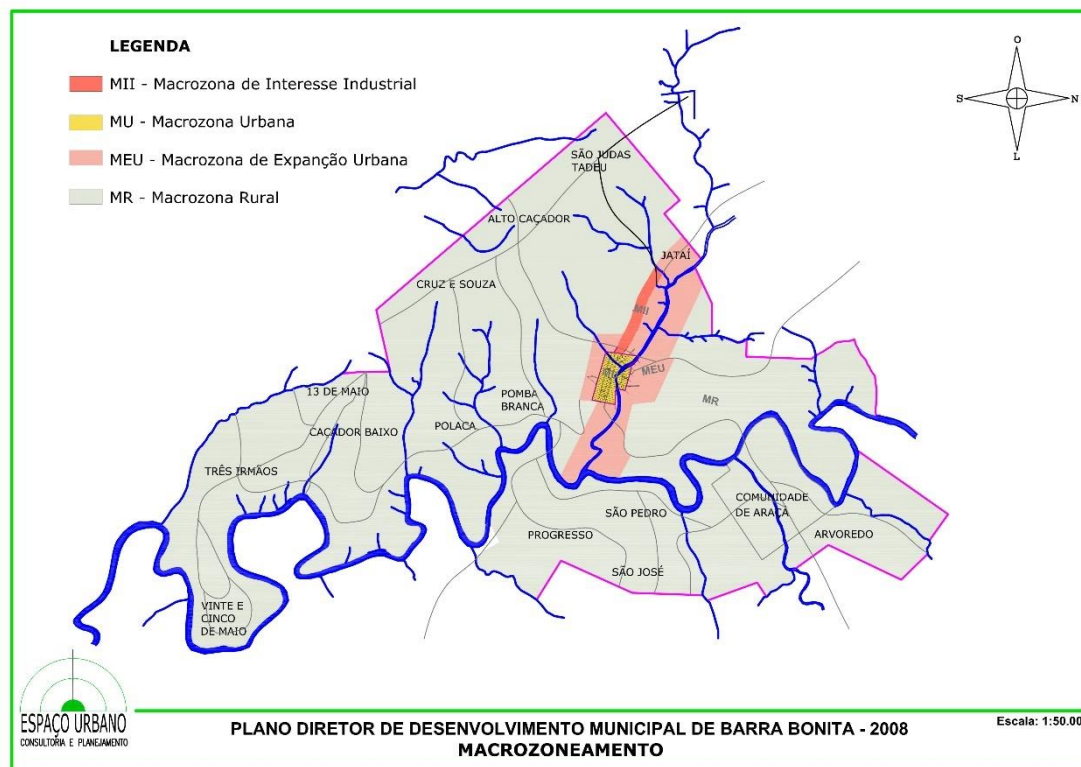 LEGENDA
MII - Macrozona de Interesse Industrial
MU - Macrozona Urbana
MEU - Macrozona de Expanção Urbana
MR - Macrozona Rural
O
S
N
L
SÃO JUDAS
TADEU
ALTO CAÇADOR
JATAÍ
CRUZ E SOUZA
MII
MU
MEU
MR
13 DE MAIO
POMBA
BRANCA
CAÇADOR BAIXO
POLACA
TRÊS IRMÃOS
COMUNIDADE
DE ARAÇÁ
SÃO PEDRO
PROGRESSO
ARVOREDO
SÃO JOSÉ
VINTE E
CINCO
DE MAIO
ESPAÇO URBANO
CONSULTORIA E PLANEJAMENTO
PLANO DIRETOR DE DESENVOLVIMENTO MUNICIPAL DE BARRA BONITA - 2008
MACROZONEAMENTO
Escala: 1:50.00